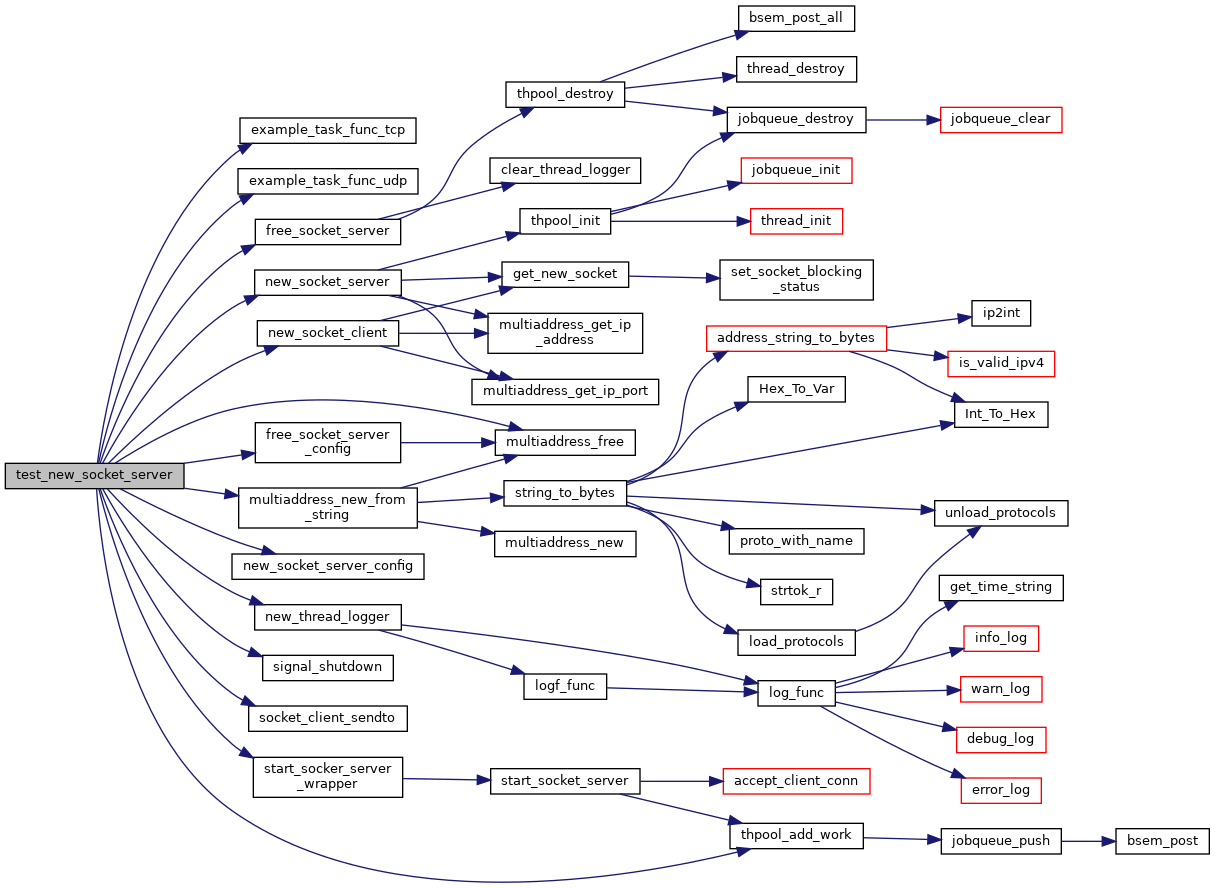 bsem_post_all
thread_destroy
thpool_destroy
jobqueue_destroy
jobqueue_clear
example_task_func_tcp
clear_thread_logger
jobqueue_init
example_task_func_udp
thpool_init
thread_init
free_socket_server
get_new_socket
set_socket_blocking
_status
new_socket_server
ip2int
new_socket_client
multiaddress_get_ip
_address
address_string_to_bytes
is_valid_ipv4
multiaddress_get_ip_port
Hex_To_Var
Int_To_Hex
free_socket_server
_config
multiaddress_free
test_new_socket_server
multiaddress_new_from
_string
string_to_bytes
unload_protocols
multiaddress_new
proto_with_name
new_socket_server_config
strtok_r
get_time_string
new_thread_logger
load_protocols
info_log
signal_shutdown
logf_func
log_func
warn_log
socket_client_sendto
debug_log
start_socker_server
_wrapper
start_socket_server
accept_client_conn
error_log
thpool_add_work
jobqueue_push
bsem_post